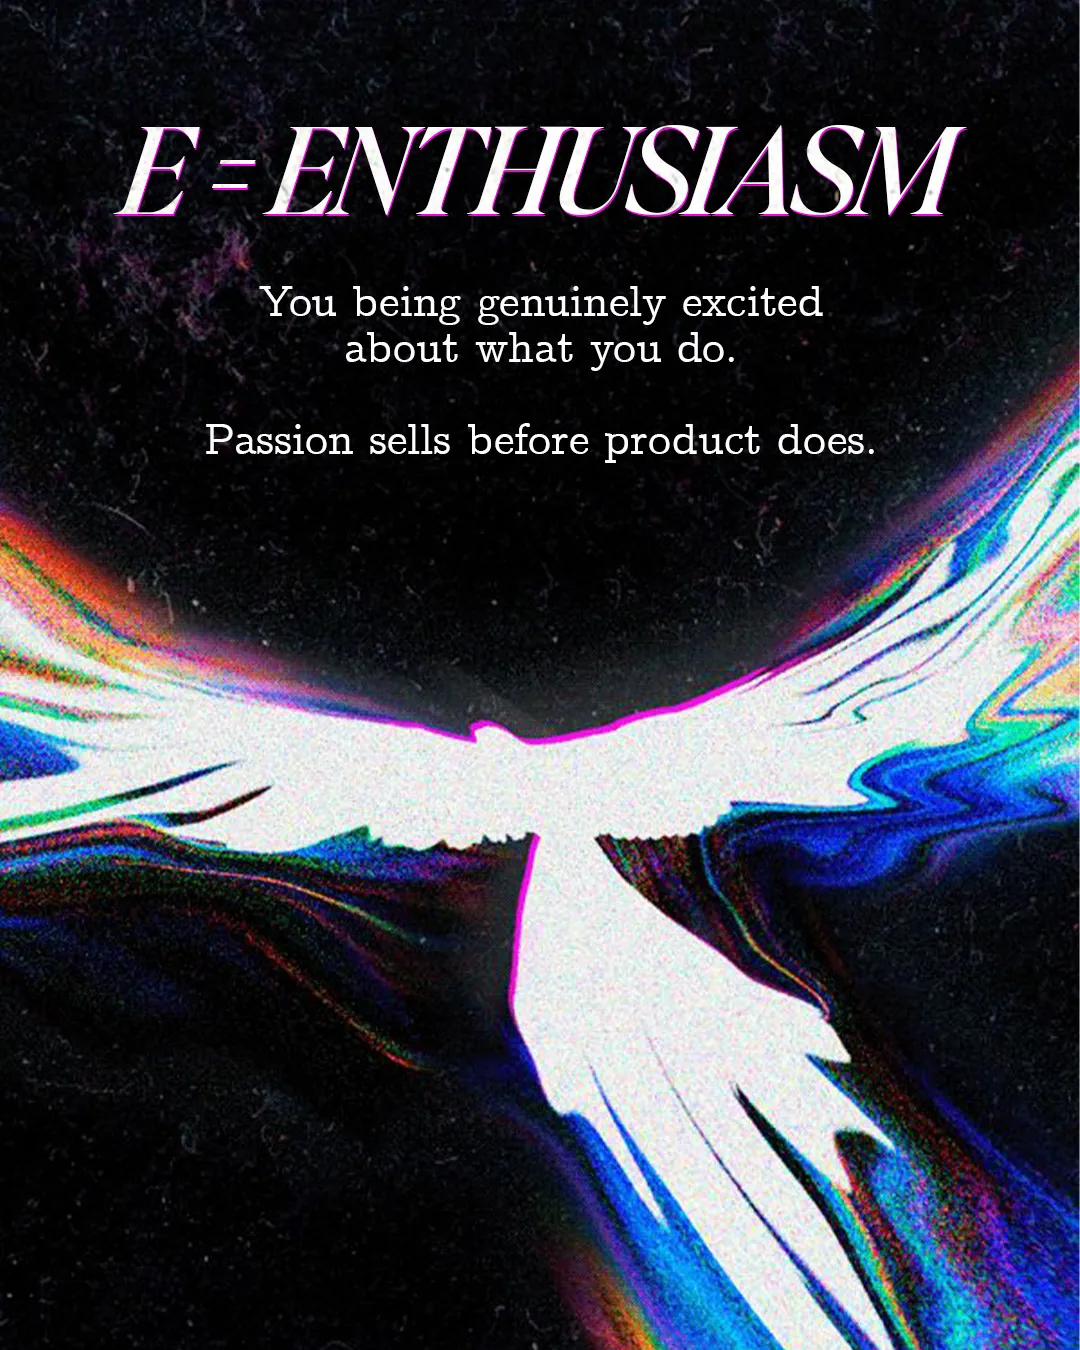 E = ENTHUSIASM
You being genuinely excited
about what you do.
Passion sells before product does.